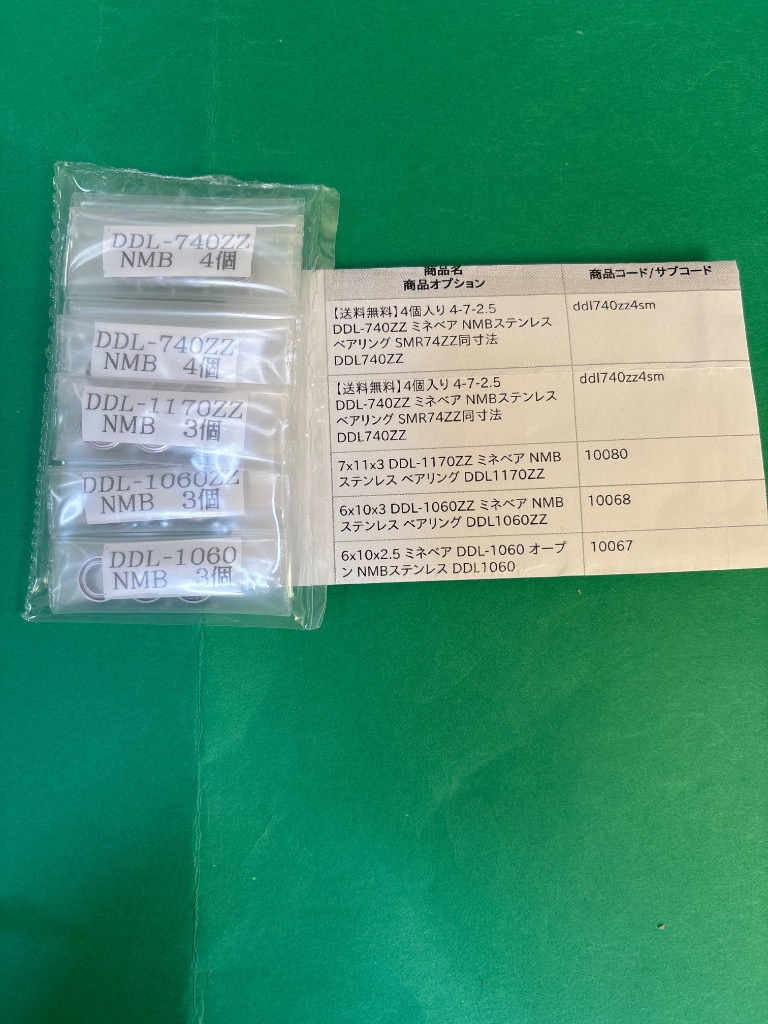 DDL-740ZZ
NMB 4個
DDL-740ZZ
NMB 4個
DDL-1170ZZ
NMB 3個
DDL-1060ZZ
NMB 3個
DDL-1060
NMB 3個
商品名
商品オプション
商品コード/サブコード
【送料無料】4個入り 4-7-2.5
DDL-740ZZ ミネベア NMBステンレス
ベアリング SMR74ZZ同寸法
DDL740ZZ
ddl740zz4sm
【送料無料】4個入り 4-7-2.5
DDL-740ZZ ミネベア NMBステンレス
ベアリング SMR74ZZ同寸法
DDL740ZZ
ddl740zz4sm
7x11x3 DDL-1170ZZ ミネベア NMB
ステンレス ベアリング DDL1170ZZ
10080
6x10x3 DDL-1060ZZ ミネベア NMB
ステンレス ベアリング DDL1060ZZ
10068
6x10x2.5 ミネベア DDL-1060 オープ
ン NMBステンレス DDL1060
10067